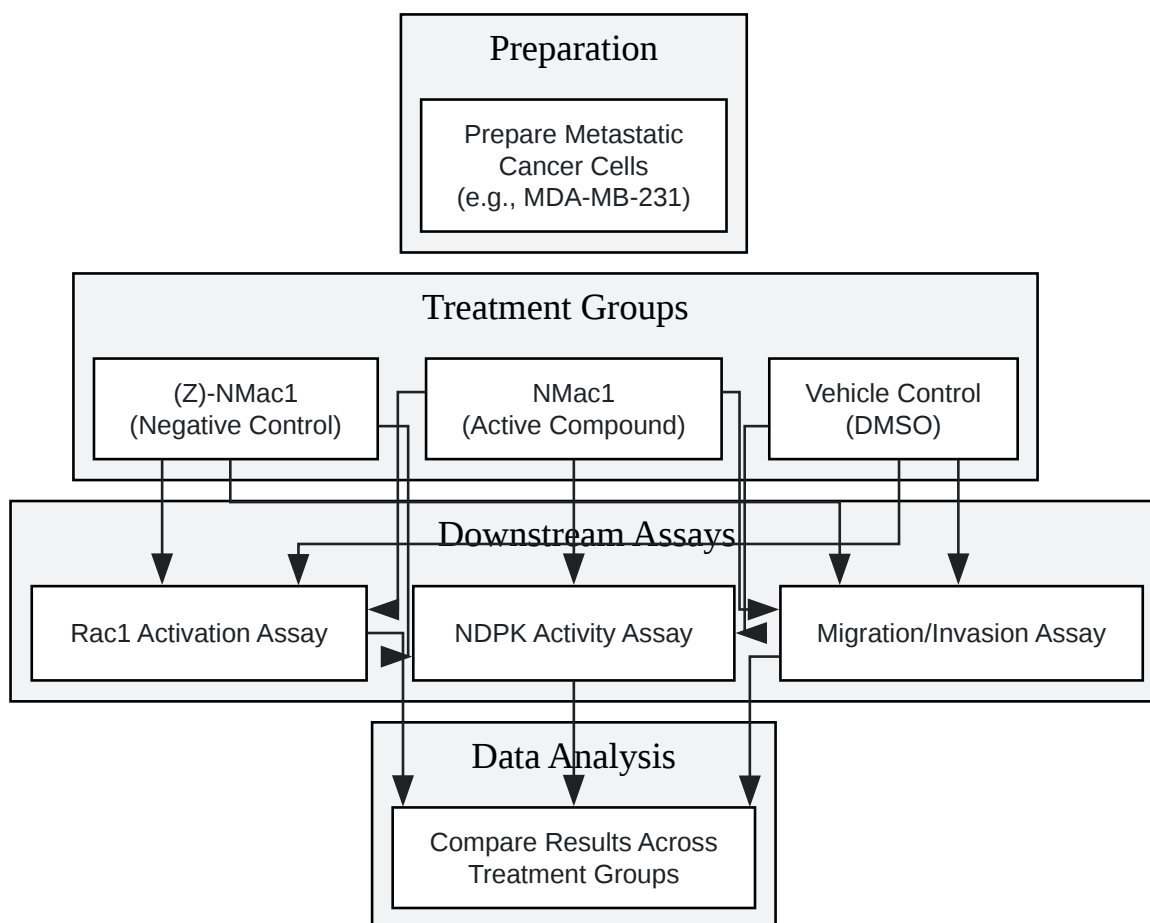 Preparation
Prepare Metastatic
Cancer Cells
(e.g., MDA-MB-231)
Treatment Groups
(Z)-NMac1
(Negative Control)
NMac1
(Active Compound)
Vehicle Control
(DMSO)
Downstream Assays
Rac1 Activation Assay
NDPK Activity Assay
Migration/Invasion Assay
Data Analysis
Compare Results Across
Treatment Groups